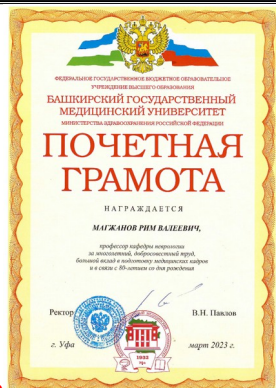 ФЕДЕРАЛЬНОЕ ГОСУДАРСТВЕННОЕ БЮДЖЕТНОЕ ОБРАЗОВАТЕЛЬНОЕ
УЧРЕЖДЕНИЕ ВЫСШЕГО ОБРАЗОВАНИЯ
БАШКИРСКИЙ ГОСУДАРСТВЕННЫЙ
МЕДИЦИНСКИЙ УНИВЕРСИТЕТ
МИНИСТЕРСТВА ЗДРАВООХРАНЕНИЯ РОССИЙСКОЙ ФЕДЕРАЦИИ
ПОЧЕТНАЯ
ГРАМОТА
НАГРАЖДАЕТСЯ
МАГЖАНОВ РИМ ВАЛЕЕВИЧ,
профессор кафедры неврологии
за многолетний, добросовестный труд,
большой вклад в подготовку медицинских кадров
и в связи с 80-летием со дня рождения
Ректор В.Н. Павлов
г. Уфа март 2023 г.
1932